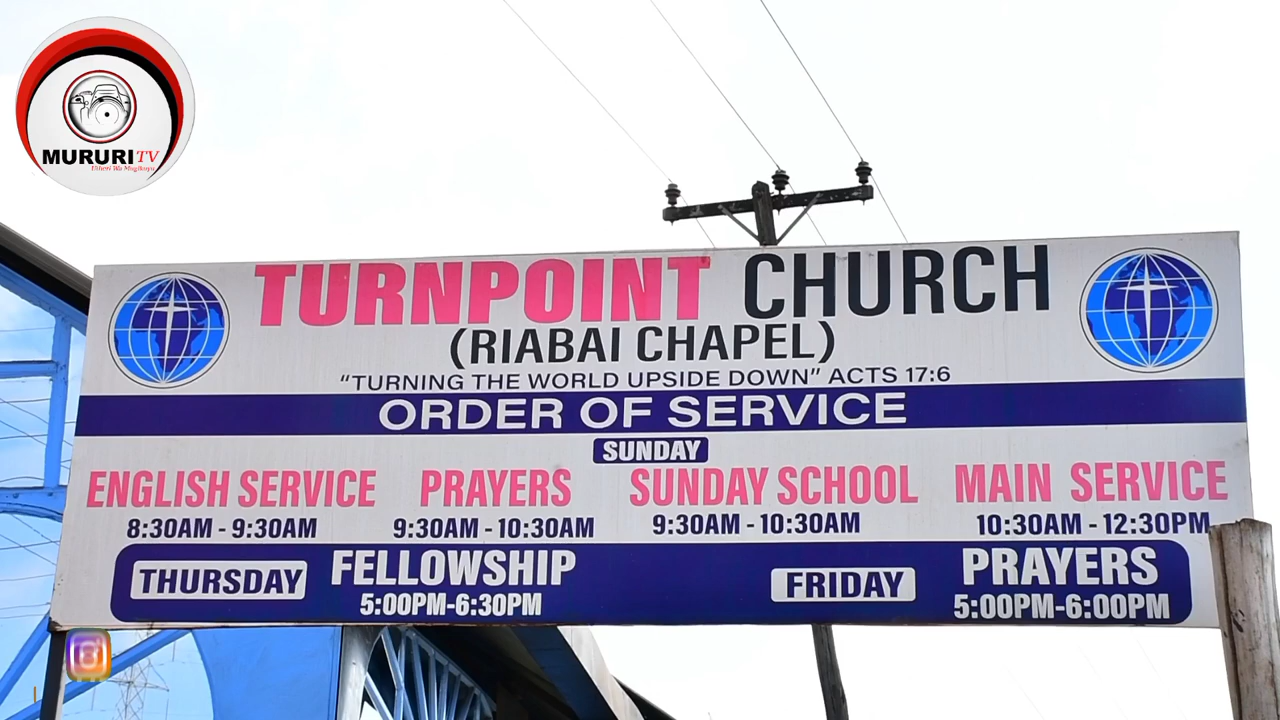 MURURI TV
TURNPOINT CHURCH
(RIABAI CHAPEL)
“TURNING THE WORLD UPSIDE DOWN” ACTS 17:6
ORDER OF SERVICE
SUNDAY
ENGLISH SERVICE PRAYERS SUNDAY SCHOOL MAIN SERVICE
8:30AM - 9:30AM 9:30AM - 10:30AM 9:30AM - 10:30AM 10:30AM - 12:30PM
THURSDAY FELLOWSHIP FRIDAY PRAYERS
5:00PM-6:30PM 5:00PM-6:00PM